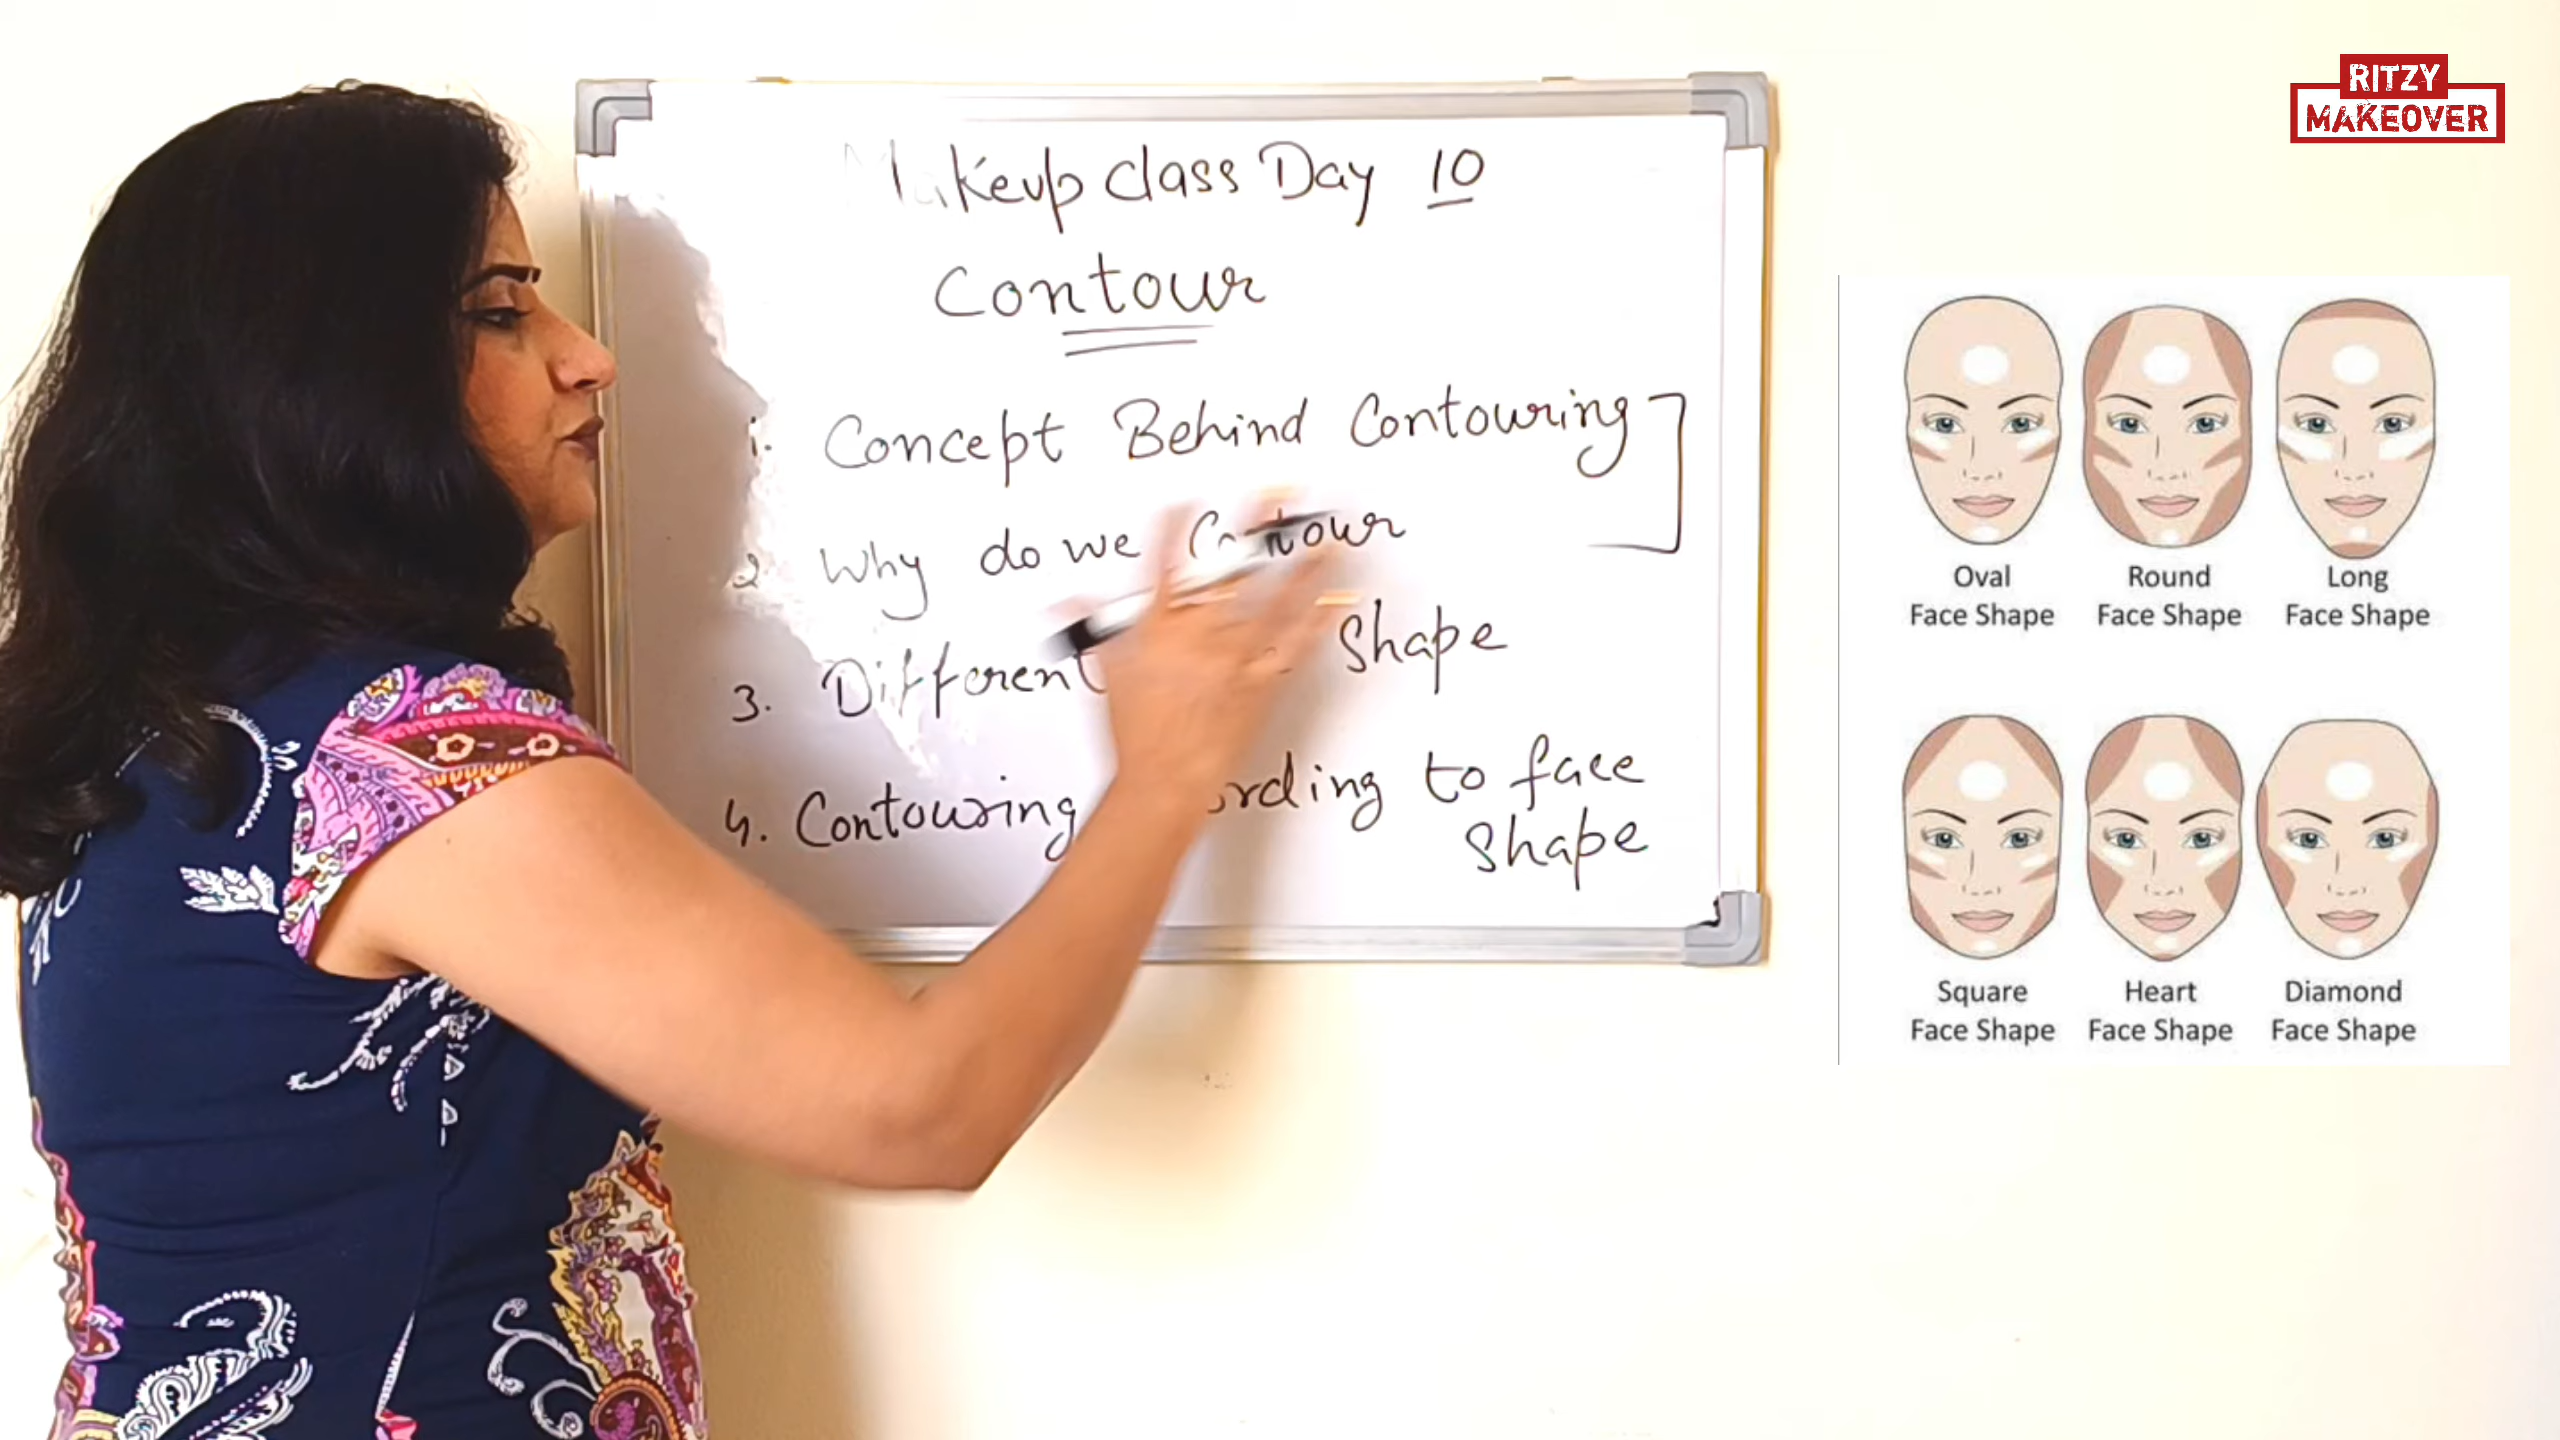 RITZY
MAKEOVER
Makeup class Day 10
Contour
1. Concept Behind Contouring
2 Why do we Contour
3. Different Shape
4. Contouring to face
Shape
Oval
Face Shape
Round
Face Shape
Long
Face Shape
Square
Face Shape
Heart
Face Shape
Diamond
Face Shape